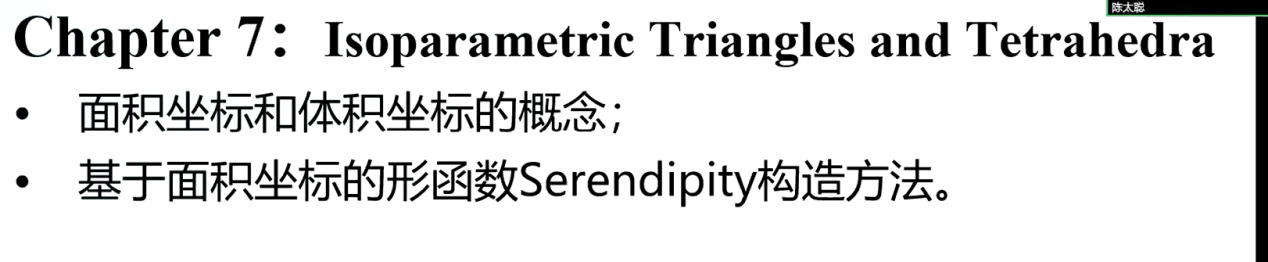 陈太聪
Chapter 7：Isoparametric Triangles and Tetrahedra
• 面积坐标和体积坐标的概念；
• 基于面积坐标的形函数Serendipity构造方法。